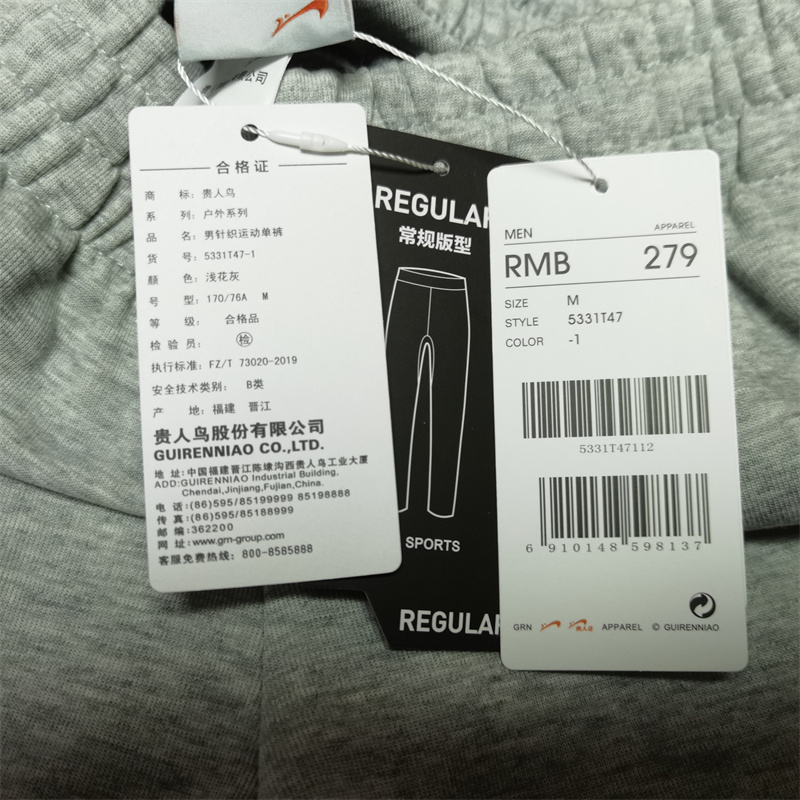 限公司
合格证
商 标: 贵人鸟
系 列: 户外系列
品 名: 男针织运动单裤
货 号: 5331T47-1
颜 色: 浅花灰
号 型: 170/76A M
等 级: 合格品
检 验 员: 检
执行标准: FZ/T 73020-2019
安全技术类别: B类
产 地: 福建 晋江
贵人鸟股份有限公司
GUIRENNIAO CO.,LTD.
地 址: 中国福建晋江陈埭沟西贵人鸟工业大厦
ADD:GUIRENNIAO Industrial Building,
Chendai,Jinjiang,Fujian,China.
电 话: (86)595/85199999 85198888
传 真: (86)595/85188999
邮 编: 362200
网 址: www.grn-group.com
客服免费热线: 800-8585888
REGULAR
常规版型
SPORTS
REGULAR
MEN APPAREL
RMB 279
SIZE M
STYLE 5331T47
COLOR -1
5331T47112
6 910148 598137
GRN 贵人鸟 APPAREL © GUIRENNIAO